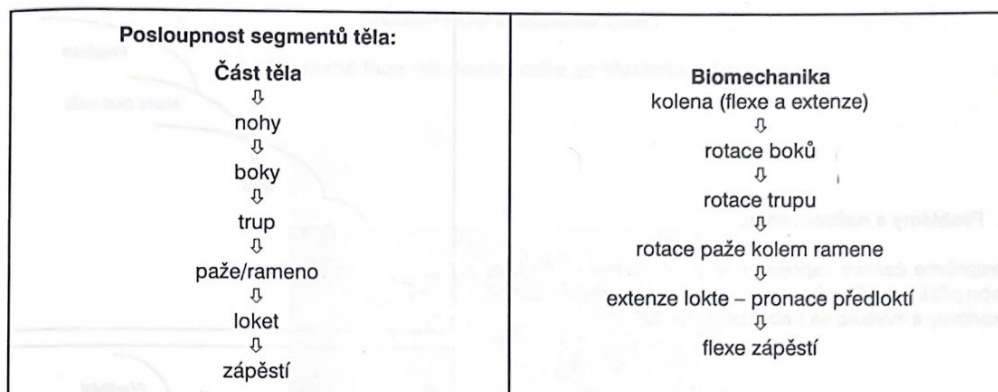 Posloupnost segmentů těla:
Část těla
⇩
nohy
⇩
boky
⇩
trup
⇩
paže/rameno
⇩
loket
⇩
zápěstí
Biomechanika
kolena (flexe a extenze)
⇩
rotace boků
⇩
rotace trupu
⇩
rotace paže kolem ramene
⇩
extenze lokte – pronace předloktí
⇩
flexe zápěstí